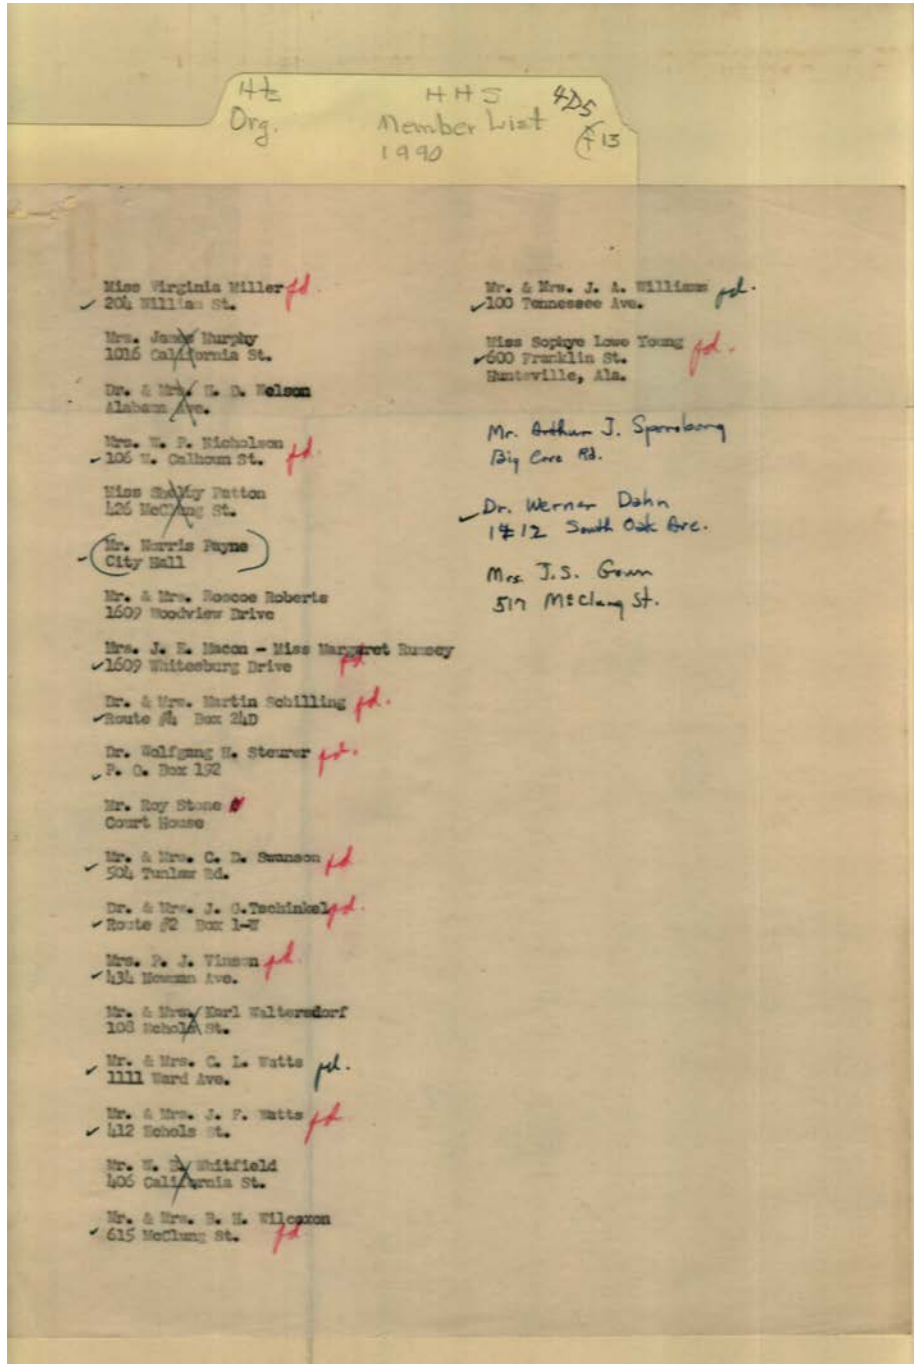 Hz
Org.
HHS
Member List
1990
4D5
13
Miss Virginia Miller pd.
✓ 204 William St.
Mrs. James Murphy
1016 California St.
Dr. & Mrs. H. D. Nelson
Alabama Ave.
Mrs. W. P. Nicholson pd.
✓ 106 W. Calhoun St.
Miss Shelby Patton
426 McClung St.
Mr. Norris Payne
✓ City Hall
Mr. & Mrs. Roscoe Roberts
1609 Woodview Drive
Mrs. J. E. Macon - Miss Margaret Rumsey
✓ 1609 Whitesburg Drive pd
Dr. & Mrs. Martin Schilling pd.
✓ Route #4 Box 24D
Dr. Wolfgang H. Steurer pd.
✓ P. O. Box 192
Mr. Roy Stone
Court House
✓ Mr. & Mrs. C. D. Swanson pd
504 Tunlaw Rd.
Dr. & Mrs. J. G.Tschinkel pd.
✓ Route #2 Box 1-W
Mrs. P. J. Vinson pd.
✓ 434 Newman Ave.
Mr. & Mrs. Karl Waltersdorf
108 Echols St.
✓ Mr. & Mrs. C. L. Watts pd.
1111 Ward Ave.
Mr. & Mrs. J. F. Watts pd
✓ 412 Echols St.
Mr. W. Whitfield
406 California St.
Mr. & Mrs. B. H. Wilcoxon
✓ 615 McClung St. pd
Mr. & Mrs. J. A. Williams pd.
✓ 100 Tennessee Ave.
Miss Sophye Lowe Young pd.
✓ 600 Franklin St.
Huntsville, Ala.
Mr. Arthur J.
Big Cove Rd.
Dr. Werner Dahm
✓ 1412 South Oak Ave.
Mrs J.S.
517 McClung St.